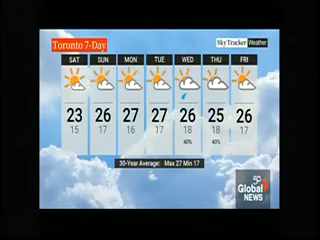 Toronto 7-Day
SkyTracker Weather
SAT SUN MON TUE WED THU FRI
23 26 27 27 26 25 26
15 17 16 17 18 18 17
40% 40%
30-Year Average: Max 27 Min 17
50
Global
NEWS